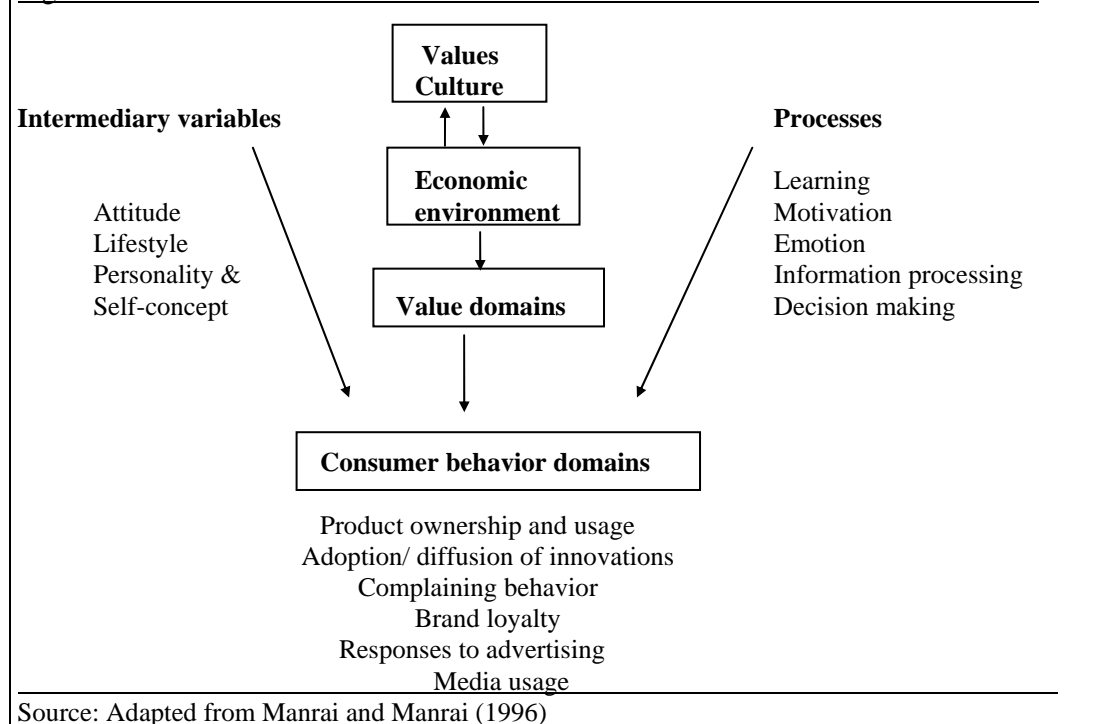 Values
Culture
Intermediary variables
Processes
Economic
environment
Attitude
Lifestyle
Personality &
Self-concept
Learning
Motivation
Emotion
Information processing
Decision making
Value domains
Consumer behavior domains
Product ownership and usage
Adoption/ diffusion of innovations
Complaining behavior
Brand loyalty
Responses to advertising
Media usage
Source: Adapted from Manrai and Manrai (1996)